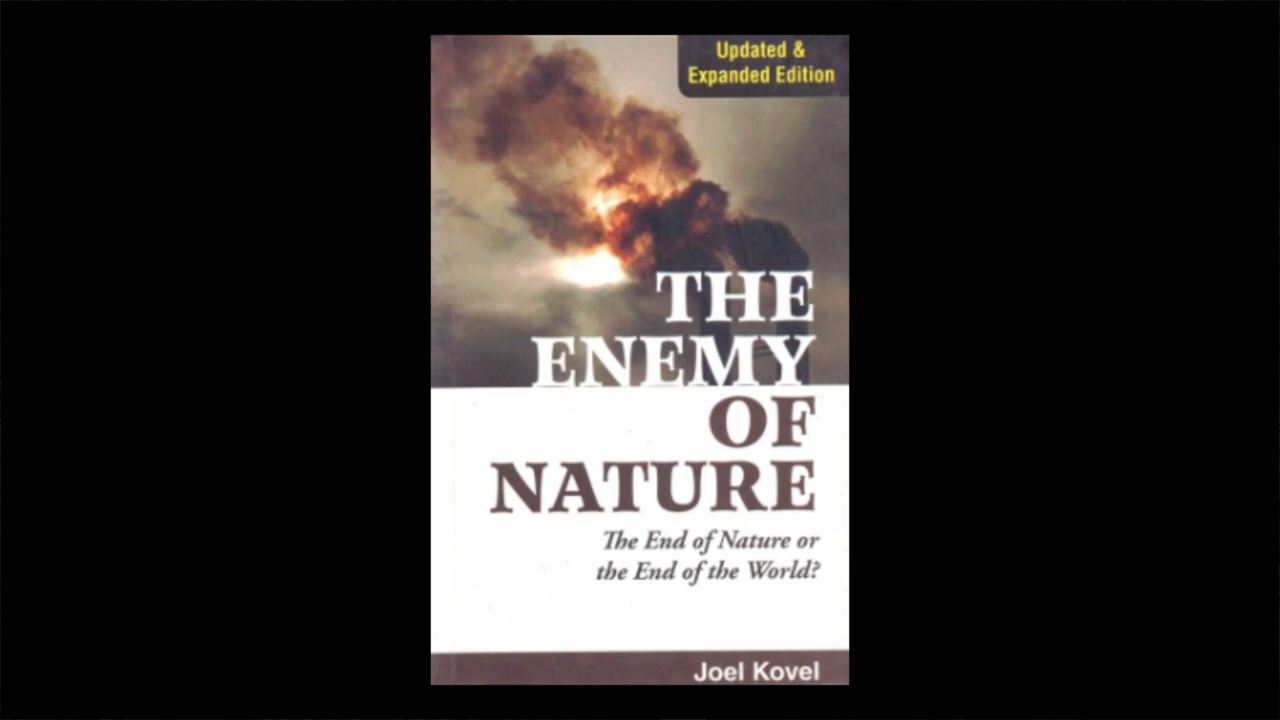 Updated &
Expanded Edition
THE
ENEMY
OF
NATURE
The End of Nature or
the End of the World?
Joel Kovel